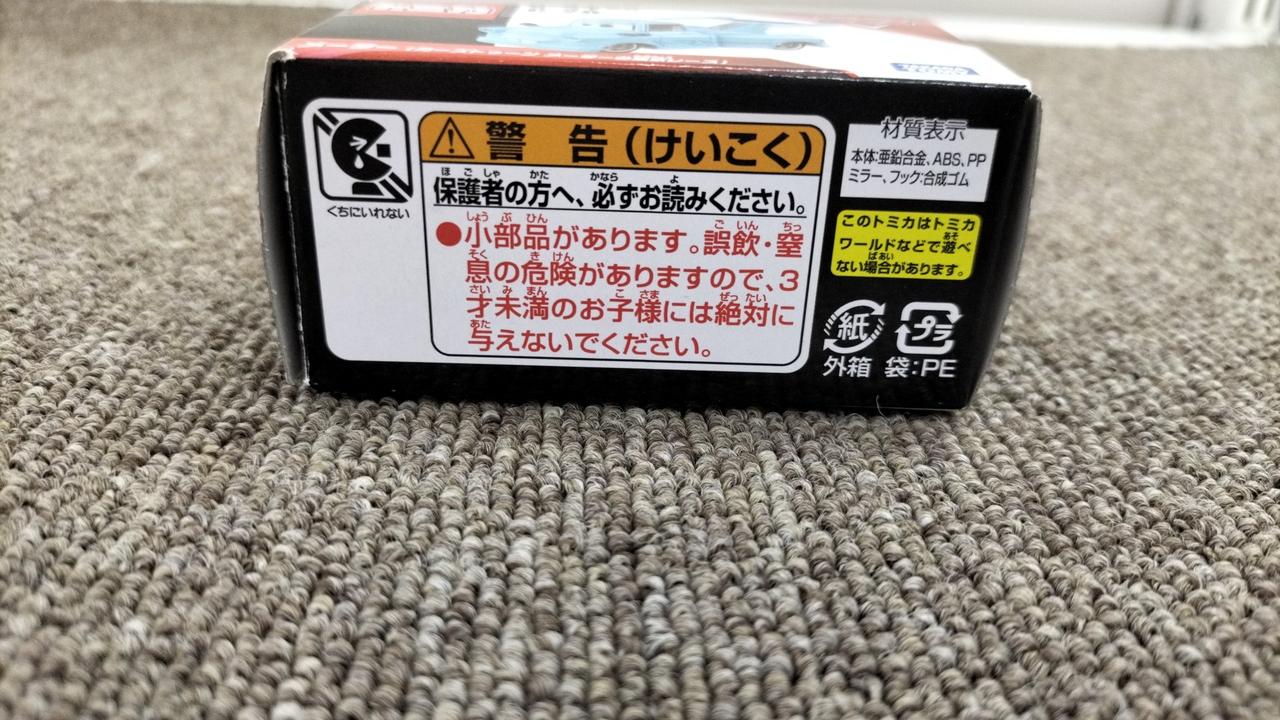 くちにいれない
警 告（けいこく）
保護者の方へ、必ずお読みください。
●小部品があります。誤飲・窒
息の危険がありますので、3
才未満のお子様には絶対に
与えないでください。
材質表示
本体:亜鉛合金、ABS、PP
ミラー、フック:合成ゴム
このトミカはトミカ
ワールドなどで遊べ
ない場合があります。
紙 プラ
外箱 袋:PE